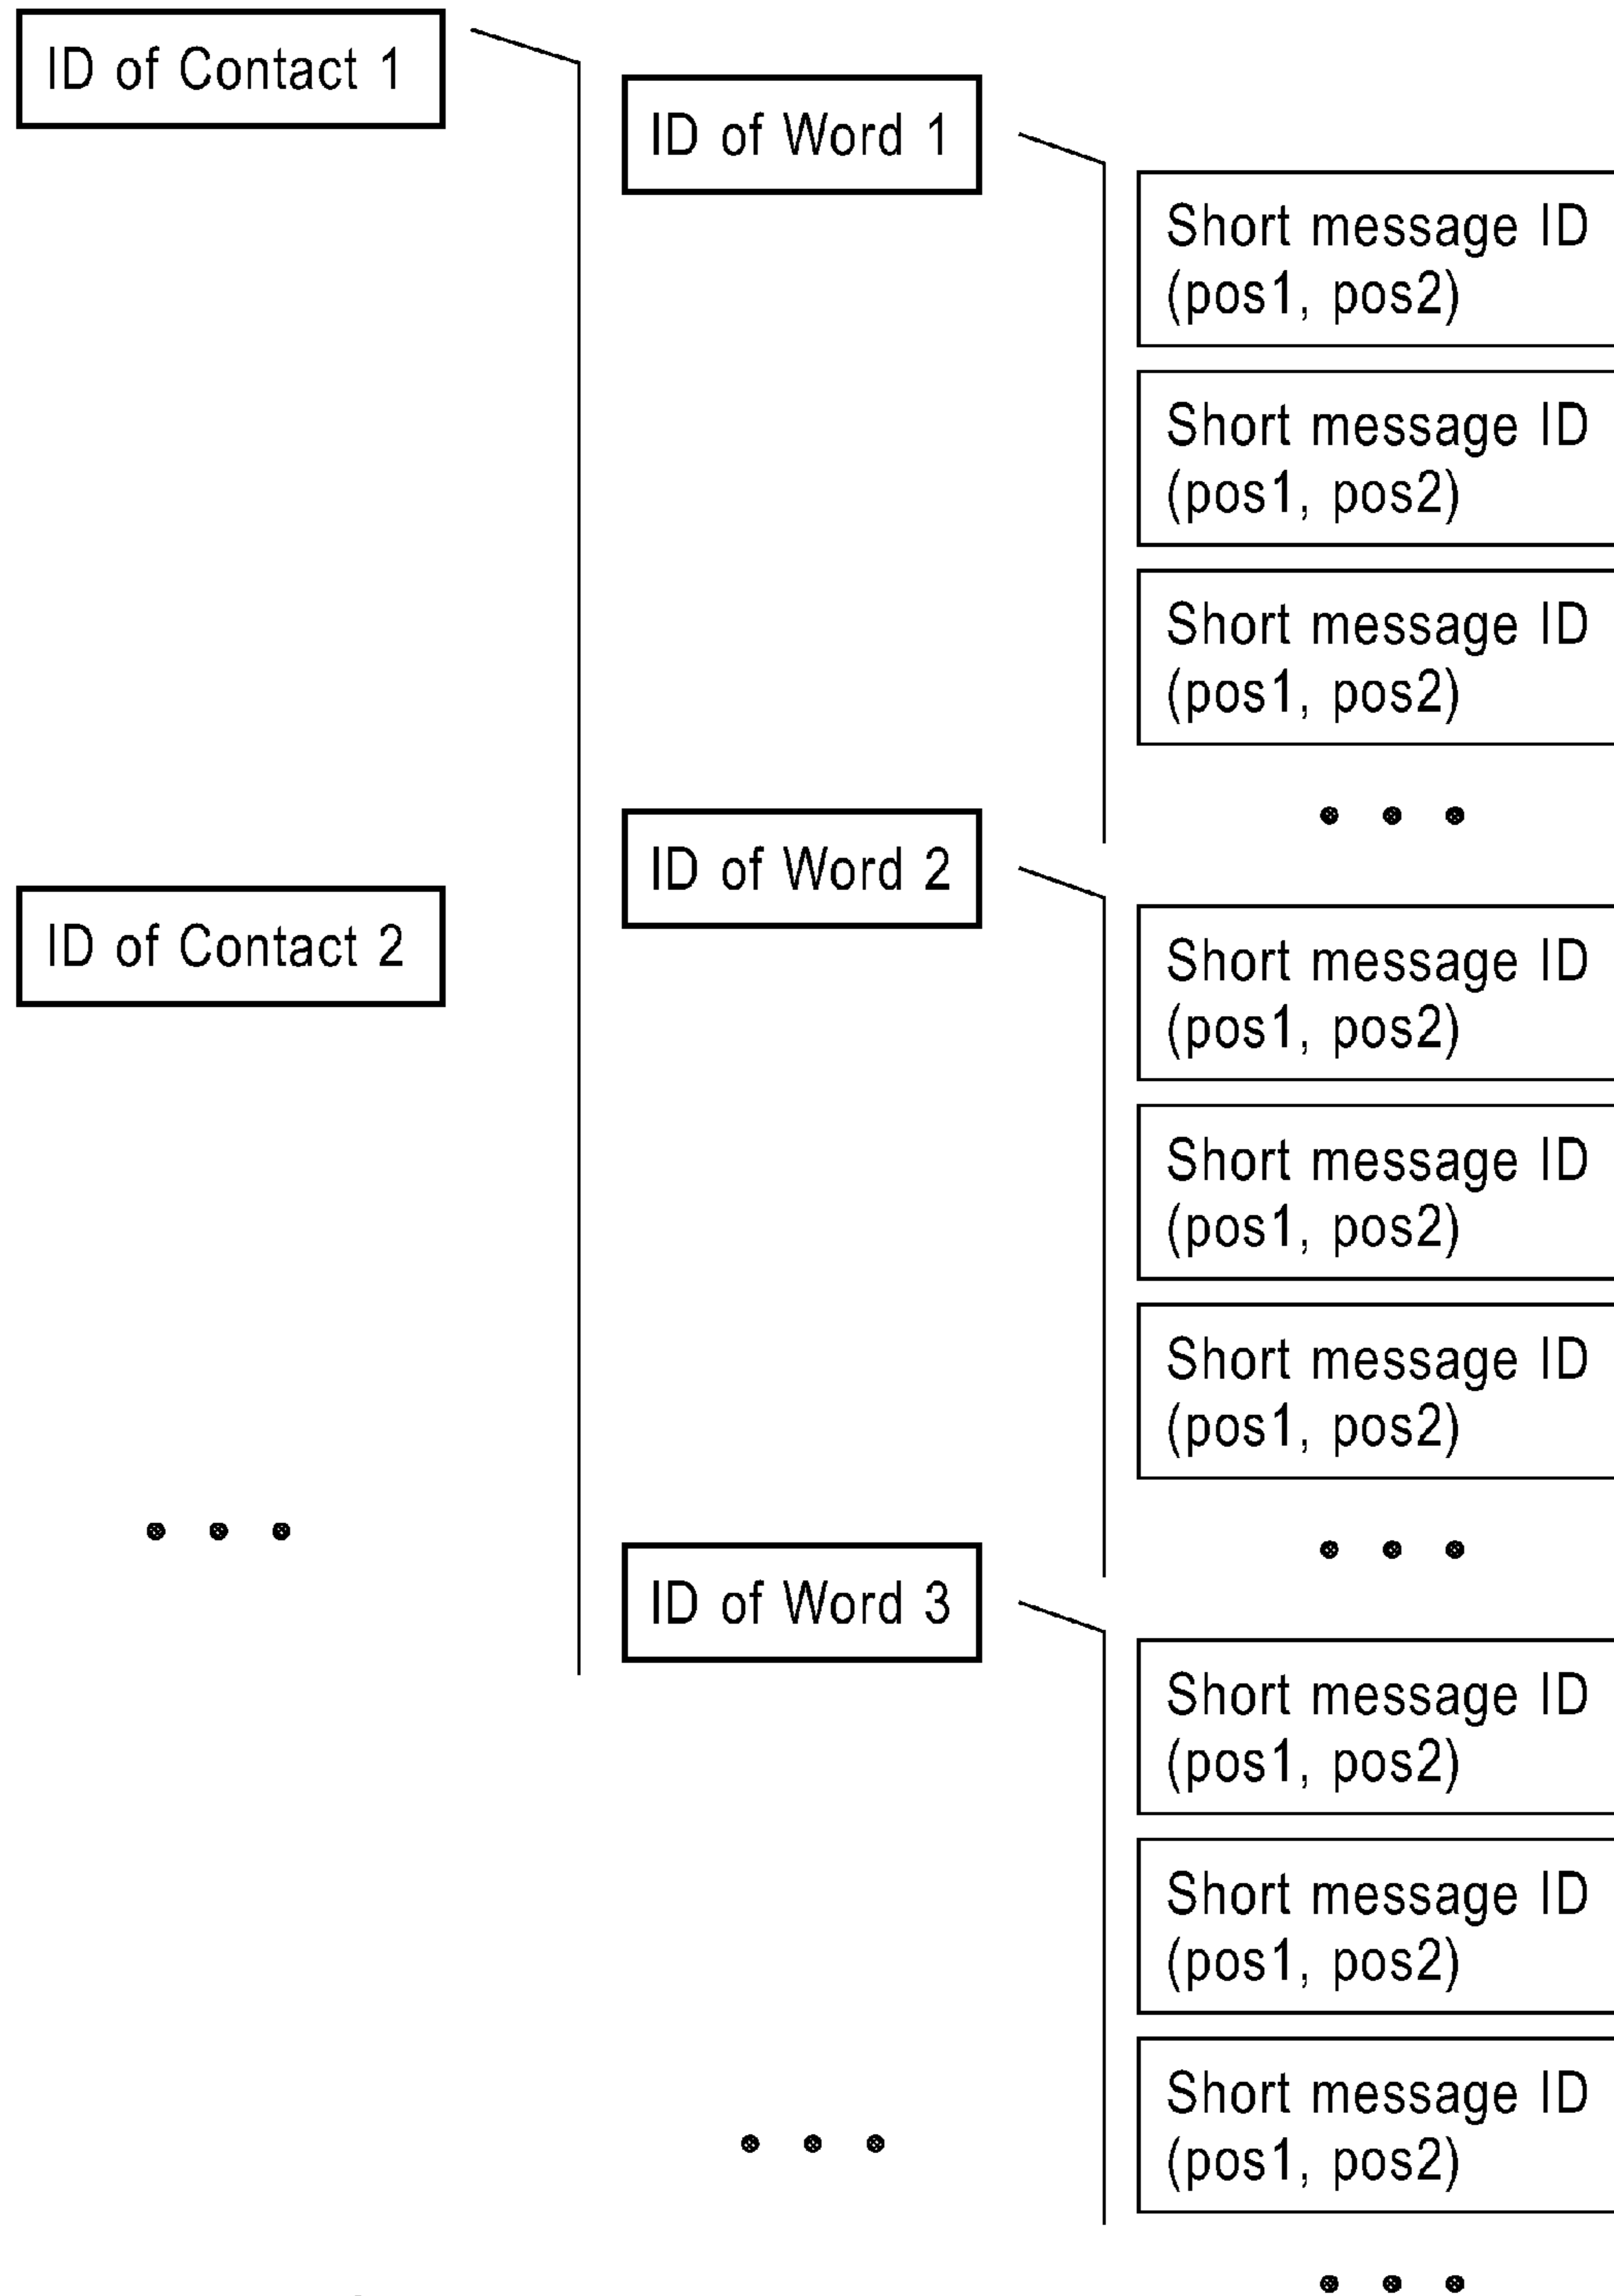 ID of Contact 1
ID of Word 1
Short message ID
(pos1, pos2)
Short message ID
(pos1, pos2)
Short message ID
(pos1, pos2)
• • •
ID of Word 2
ID of Contact 2
Short message ID
(pos1, pos2)
Short message ID
(pos1, pos2)
Short message ID
(pos1, pos2)
• • •
• • •
ID of Word 3
Short message ID
(pos1, pos2)
Short message ID
(pos1, pos2)
Short message ID
(pos1, pos2)
• • •
• • •